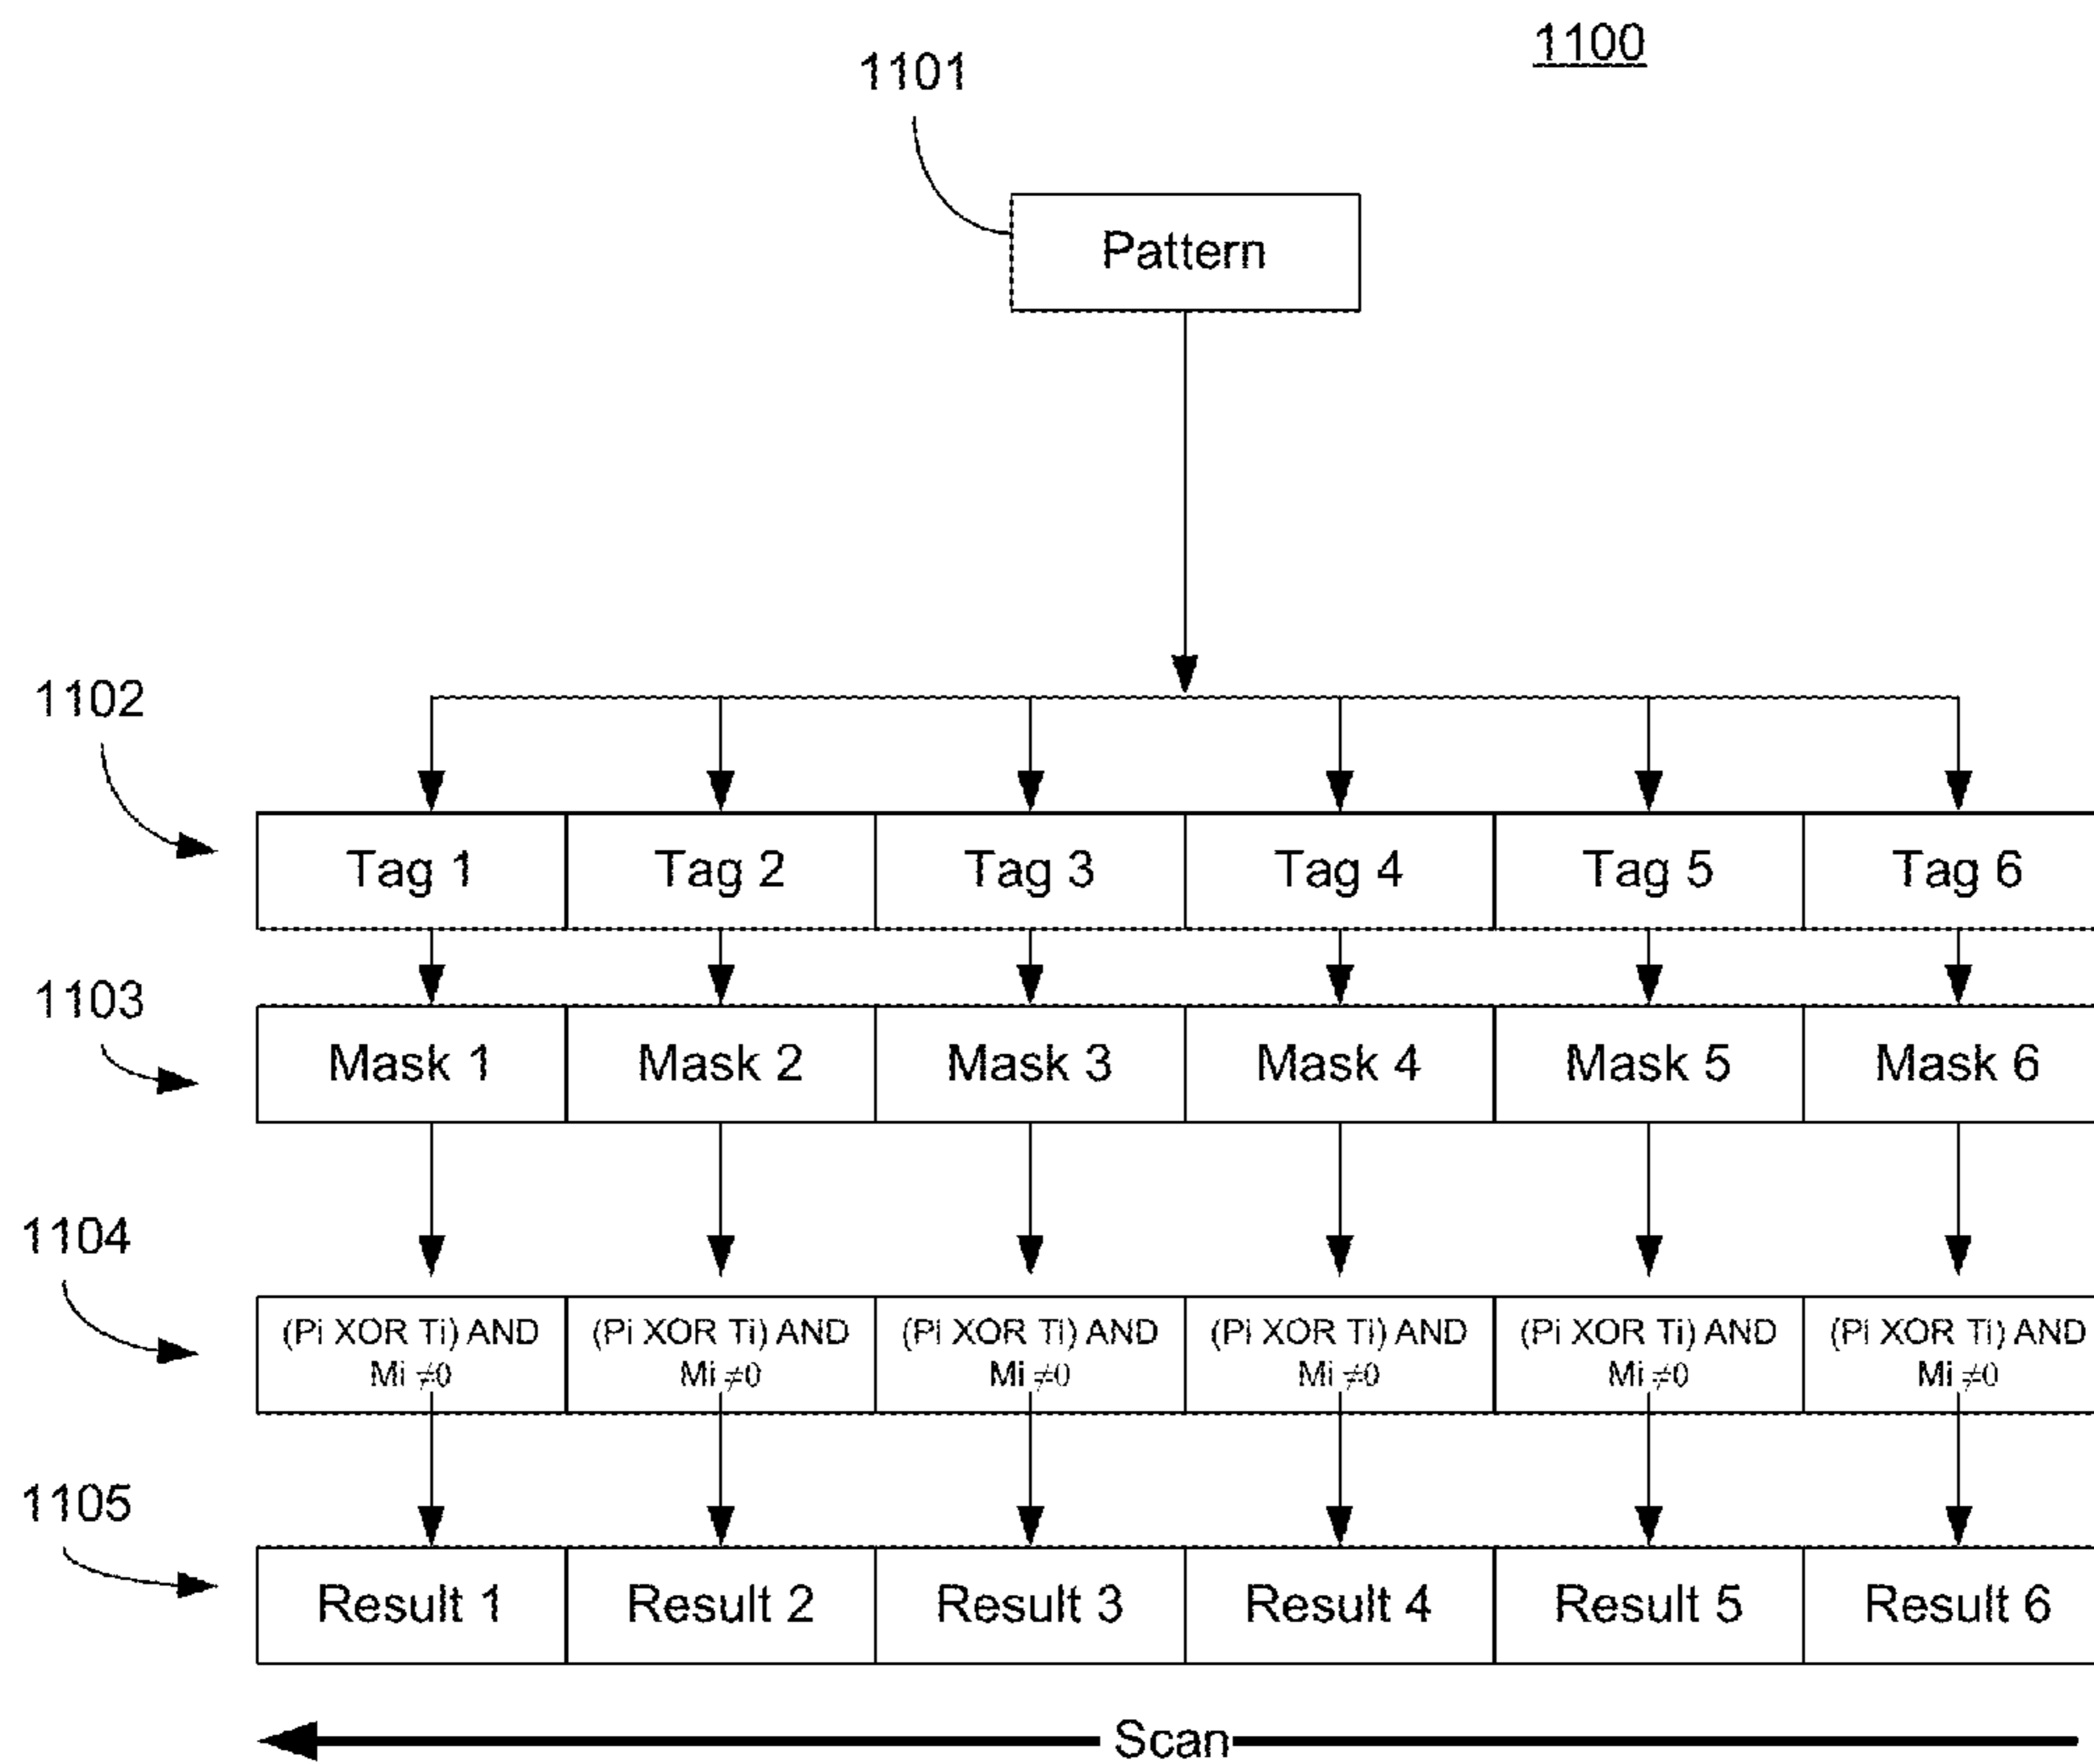 1100
1101
Pattern
1102
Tag 1 Tag 2 Tag 3 Tag 4 Tag 5 Tag 6
1103
Mask 1 Mask 2 Mask 3 Mask 4 Mask 5 Mask 6
1104
(Pi XOR Ti) AND (Pi XOR Ti) AND (Pi XOR Ti) AND (Pi XOR Ti) AND (Pi XOR Ti) AND (Pi XOR Ti) AND
Mi ≠0 Mi ≠0 Mi ≠0 Mi ≠0 Mi ≠0 Mi ≠0
1105
Result 1 Result 2 Result 3 Result 4 Result 5 Result 6
Scan